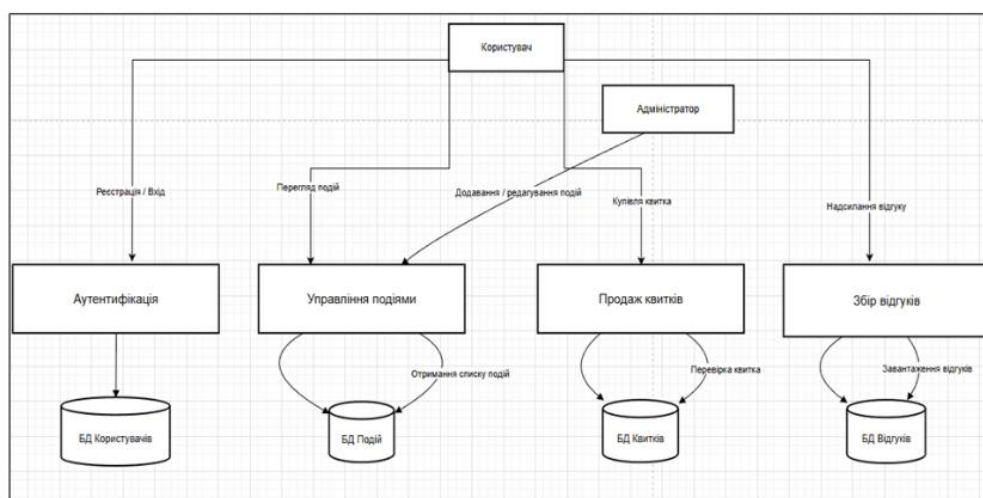 Користувач
Адміністратор
Реєстрація / Вхід
Перегляд подій
Додавання / редагування подій
Купівля квитка
Надсилання відгуку
Аутентифікація
Управління подіями
Продаж квитків
Збір відгуків
Отримання списку подій
Перевірка квитка
Завантаження відгуків
БД Користувачів
БД Подій
БД Квитків
БД Відгуків